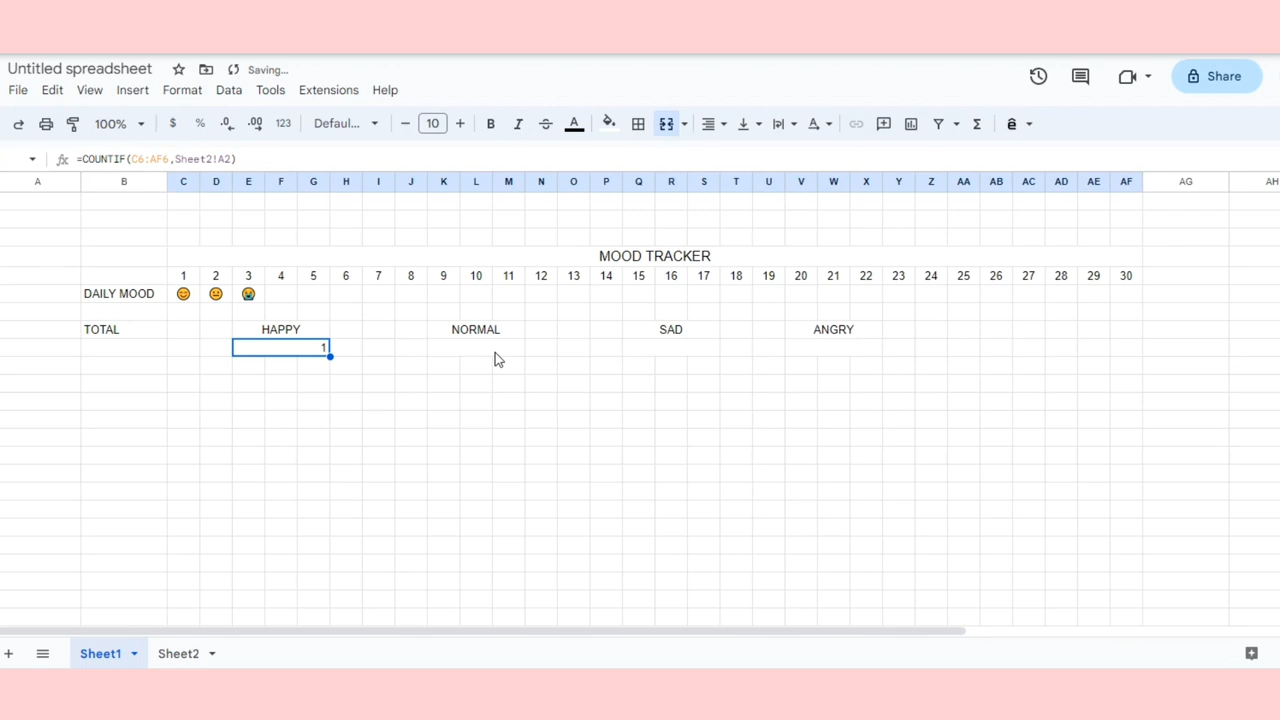 Untitled spreadsheet Saving...
File Edit View Insert Format Data Tools Extensions Help Share
100% $ % .0 .00 123 Defaul... 10 B I A A Σ ê
fx =COUNTIF(C6:AF6,Sheet2!A2)
A B C D E F G H I J K L M N O P Q R S T U V W X Y Z AA AB AC AD AE AF AG AH
MOOD TRACKER
1 2 3 4 5 6 7 8 9 10 11 12 13 14 15 16 17 18 19 20 21 22 23 24 25 26 27 28 29 30
DAILY MOOD 😊 😐 😭
TOTAL HAPPY NORMAL SAD ANGRY
1
Sheet1 Sheet2